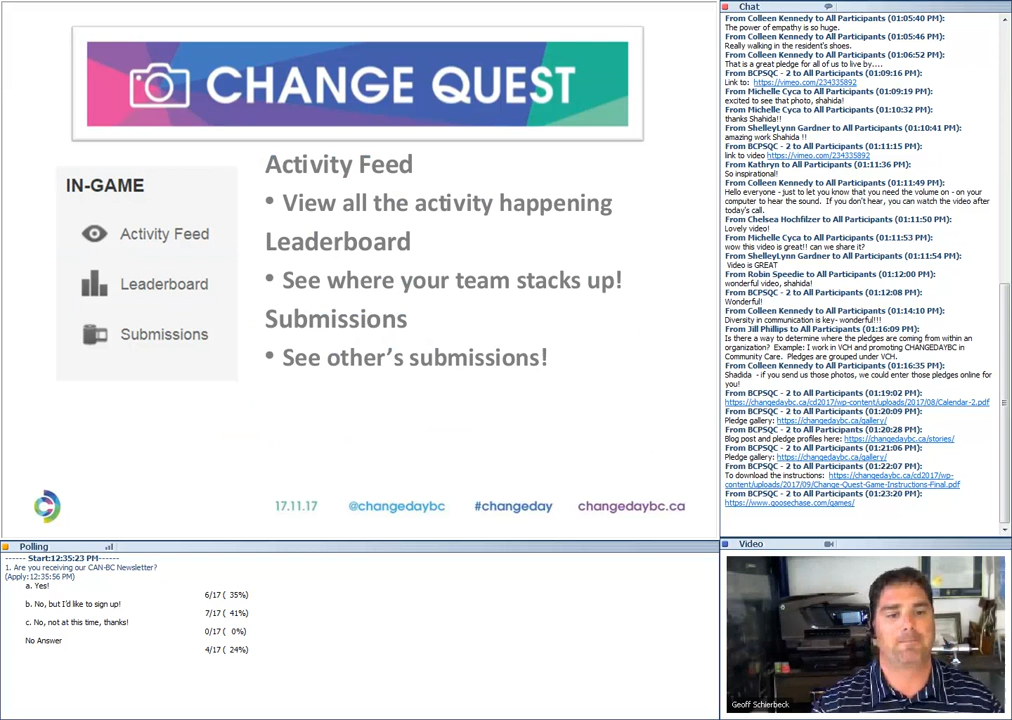 CHANGE QUEST
IN-GAME
Activity Feed
Leaderboard
Submissions
Activity Feed
• View all the activity happening
Leaderboard
• See where your team stacks up!
Submissions
• See other's submissions!
17.11.17 @changedaybc #changeday changedaybc.ca
Chat
From Colleen Kennedy to All Participants (01:05:40 PM):
The power of empathy is so huge.
From Colleen Kennedy to All Participants (01:05:46 PM):
Really walking in the resident's shoes.
From Colleen Kennedy to All Participants (01:06:52 PM):
That is a great pledge for all of us to live by....
From BCPSQC - 2 to All Participants (01:09:16 PM):
Link to: https://vimeo.com/234335892
From Michelle Cyca to All Participants (01:09:19 PM):
excited to see that photo, shahida!
From Michelle Cyca to All Participants (01:10:32 PM):
thanks Shahida!!
From ShelleyLynn Gardner to All Participants (01:10:41 PM):
amazing work Shahida !!
From BCPSQC - 2 to All Participants (01:11:15 PM):
link to video https://vimeo.com/234335892
From Kathryn to All Participants (01:11:36 PM):
So inspirational!
From Colleen Kennedy to All Participants (01:11:49 PM):
Hello everyone - just to let you know that you need the volume on - on your
computer to hear the sound. If you don't hear, you can watch the video after
today's call.
From Chelsea Hochfilzer to All Participants (01:11:50 PM):
Lovely video!
From Michelle Cyca to All Participants (01:11:53 PM):
wow this video is great!! can we share it?
From ShelleyLynn Gardner to All Participants (01:11:54 PM):
Video is GREAT
From Robin Speedie to All Participants (01:12:00 PM):
wonderful video, shahida!
From BCPSQC - 2 to All Participants (01:12:08 PM):
Wonderful!
From Colleen Kennedy to All Participants (01:14:10 PM):
Diversity in communication is key- wonderful!!!
From Jill Phillips to All Participants (01:16:09 PM):
Is there a way to determine where the pledges are coming from within an
organization? Example: I work in VCH and promoting CHANGEDAYBC in
Community Care. Pledges are grouped under VCH.
From Colleen Kennedy to All Participants (01:16:35 PM):
Shadida - if you send us those photos, we could enter those pledges online for
you!
From BCPSQC - 2 to All Participants (01:19:02 PM):
https://changedaybc.ca/cd2017/wp-content/uploads/2017/08/Calendar-2.pdf
From BCPSQC - 2 to All Participants (01:20:09 PM):
Pledge gallery: https://changedaybc.ca/gallery/
From BCPSQC - 2 to All Participants (01:20:28 PM):
Blog post and pledge profiles here: https://changedaybc.ca/stories/
From BCPSQC - 2 to All Participants (01:21:06 PM):
Pledge gallery: https://changedaybc.ca/gallery/
From BCPSQC - 2 to All Participants (01:22:07 PM):
To download the instructions: https://changedaybc.ca/cd2017/wp-
content/uploads/2017/09/Change-Quest-Game-Instructions-Final.pdf
From BCPSQC - 2 to All Participants (01:23:20 PM):
https://www.goosechase.com/games/
Polling
------ Start:12:35:23 PM------
1. Are you receiving our CAN-BC Newsletter?
(Apply:12:35:56 PM)
a. Yes!
6/17 ( 35%)
b. No, but I'd like to sign up!
7/17 ( 41%)
c. No, not at this time, thanks!
0/17 ( 0%)
No Answer
4/17 ( 24%)
Video
Geoff Schierbeck